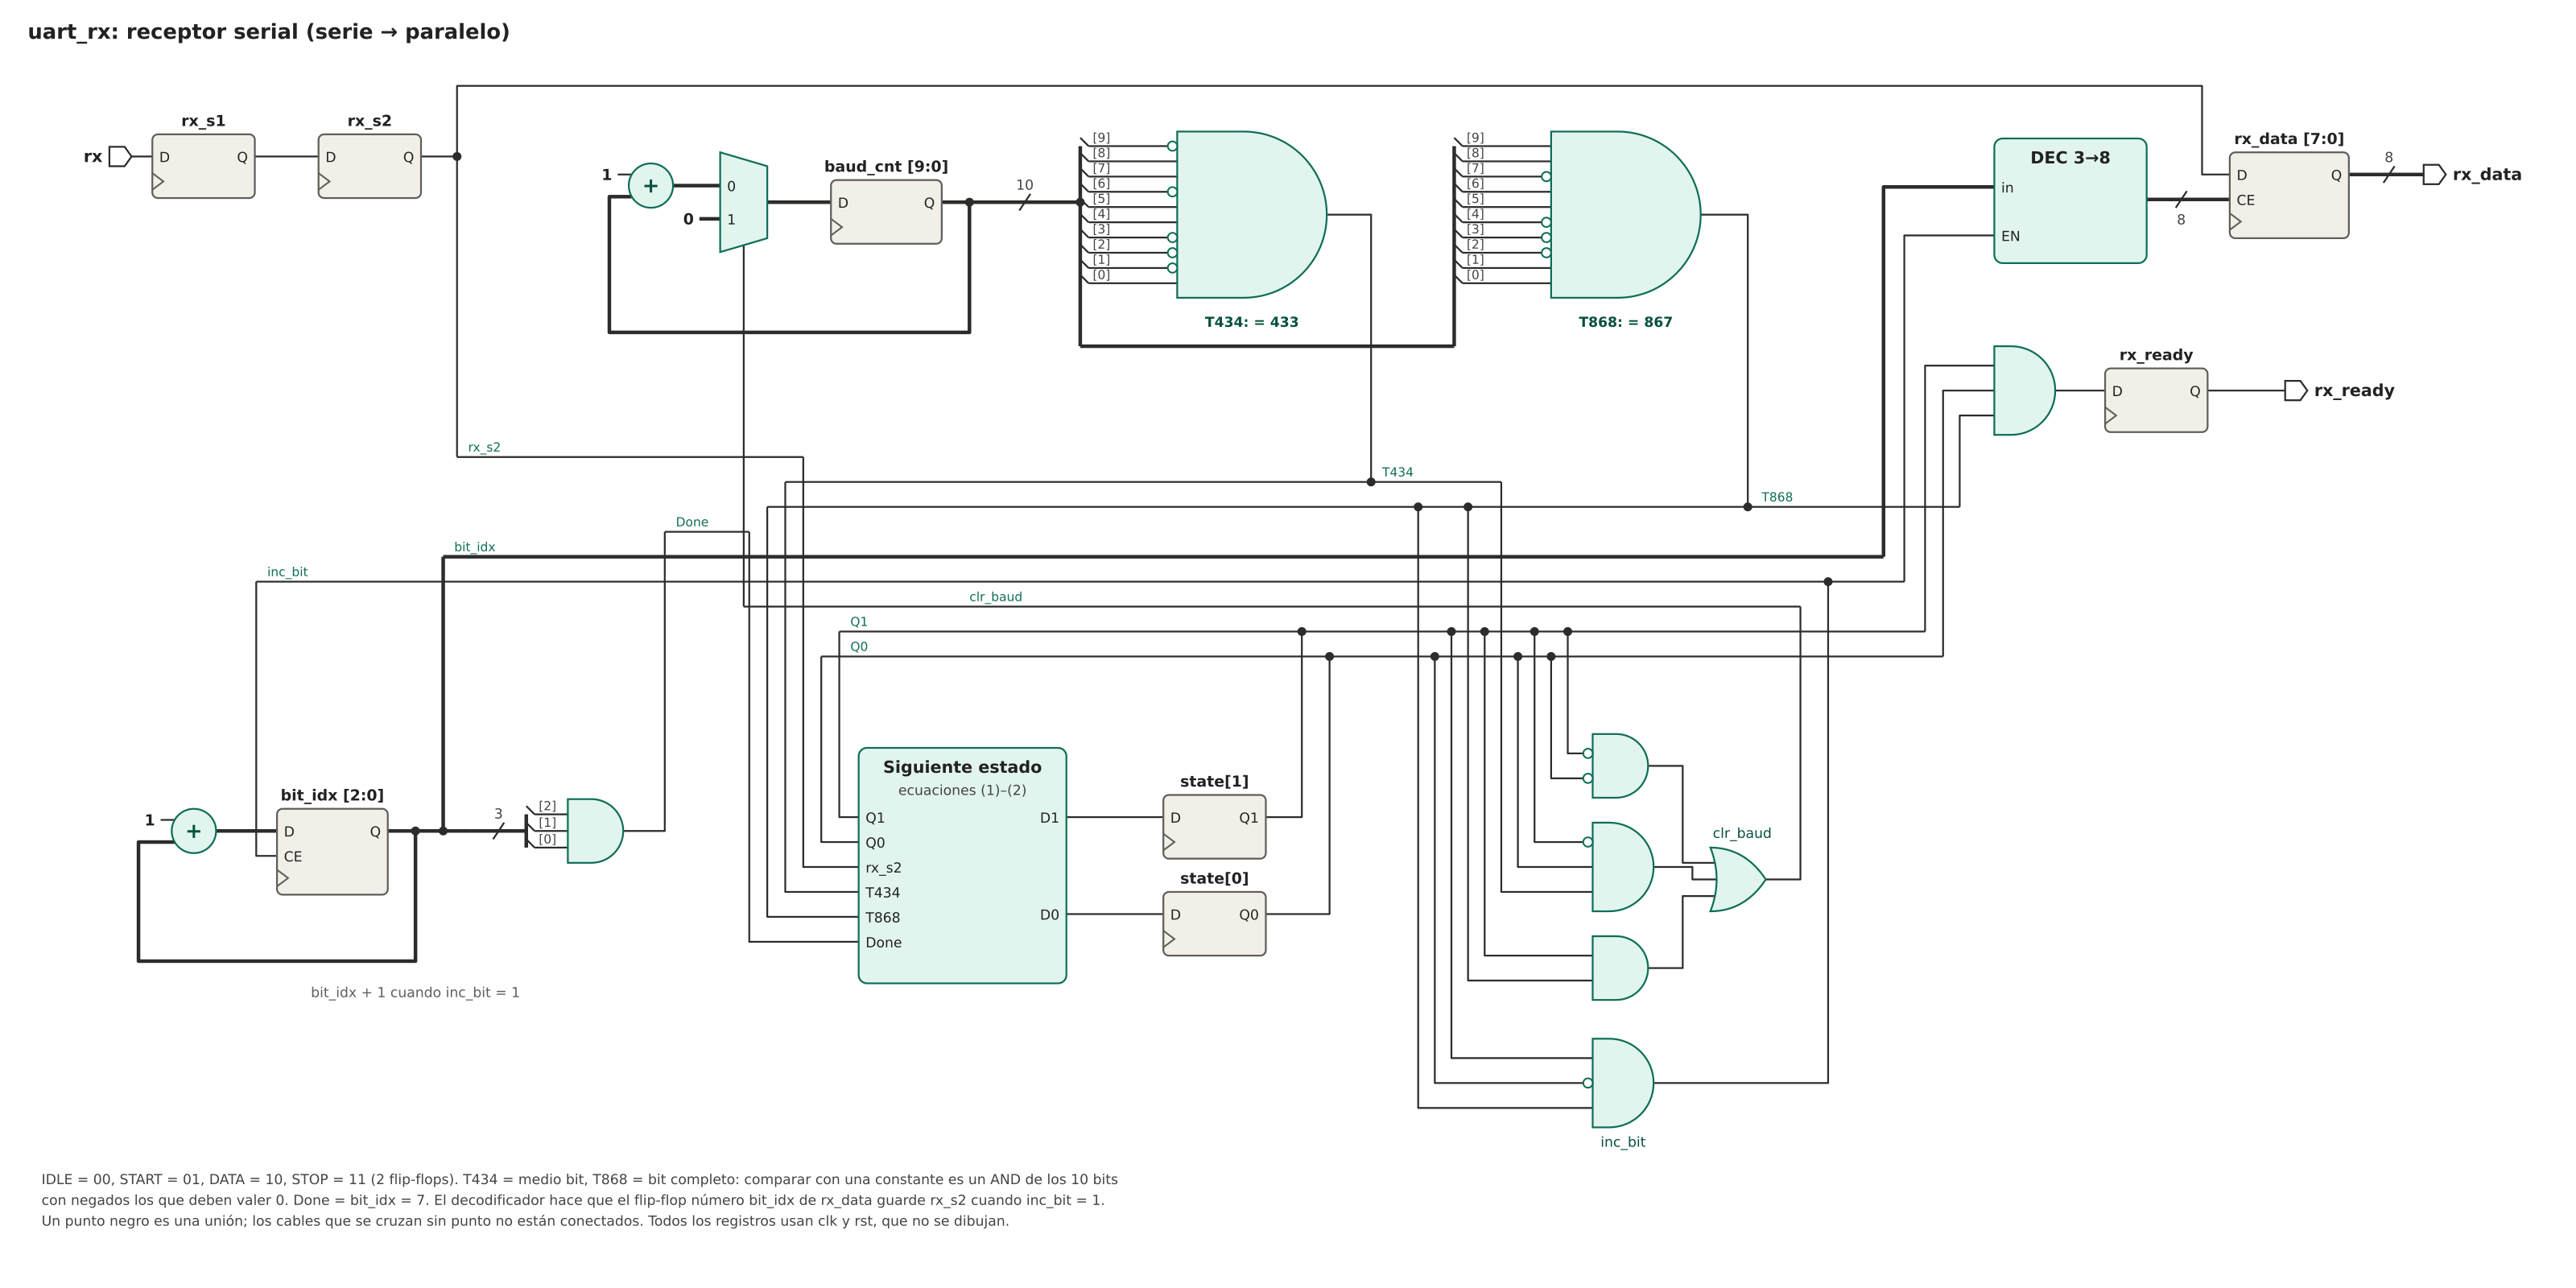 uart_rx: receptor serial (serie → paralelo)
rx
rx_s1
D
Q
rx_s2
D
Q
1
+
0
0
1
baud_cnt [9:0]
D
Q
10
[9]
[8]
[7]
[6]
[5]
[4]
[3]
[2]
[1]
[0]
T434: = 433
[9]
[8]
[7]
[6]
[5]
[4]
[3]
[2]
[1]
[0]
T868: = 867
DEC 3→8
in
EN
8
rx_data [7:0]
D
Q
CE
8
rx_data
rx_ready
D
Q
rx_ready
rx_s2
T434
T868
Done
bit_idx
inc_bit
clr_baud
Q1
Q0
1
+
bit_idx [2:0]
D
Q
CE
3
[2]
[1]
[0]
bit_idx + 1 cuando inc_bit = 1
Siguiente estado
ecuaciones (1)–(2)
Q1
Q0
rx_s2
T434
T868
Done
D1
D0
state[1]
D
Q1
state[0]
D
Q0
clr_baud
inc_bit
IDLE = 00, START = 01, DATA = 10, STOP = 11 (2 flip-flops). T434 = medio bit, T868 = bit completo: comparar con una constante es un AND de los 10 bits
con negados los que deben valer 0. Done = bit_idx = 7. El decodificador hace que el flip-flop número bit_idx de rx_data guarde rx_s2 cuando inc_bit = 1.
Un punto negro es una unión; los cables que se cruzan sin punto no están conectados. Todos los registros usan clk y rst, que no se dibujan.